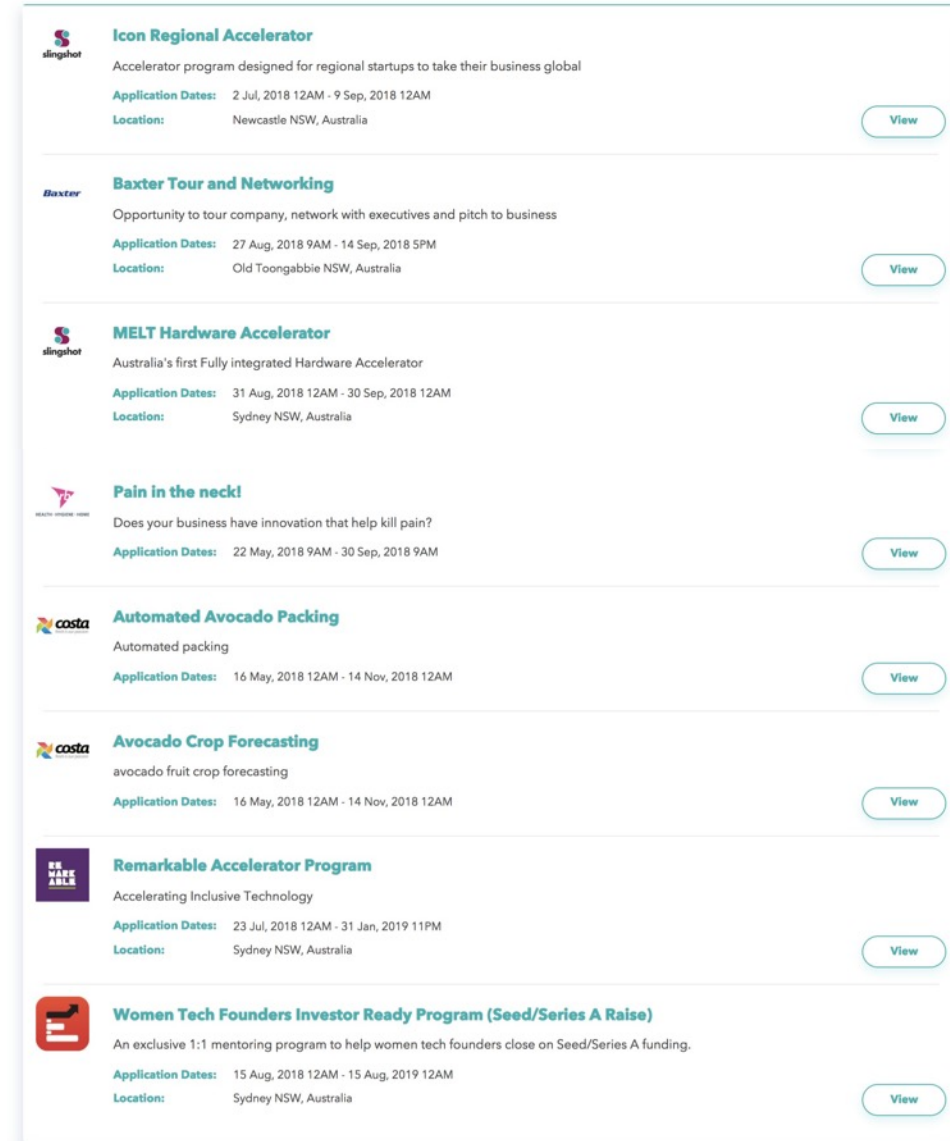 slingshot
Icon Regional Accelerator
Accelerator program designed for regional startups to take their business global
Application Dates: 2 Jul, 2018 12AM - 9 Sep, 2018 12AM
Location: Newcastle NSW, Australia
View
Baxter
Baxter Tour and Networking
Opportunity to tour company, network with executives and pitch to business
Application Dates: 27 Aug, 2018 9AM - 14 Sep, 2018 5PM
Location: Old Toongabbie NSW, Australia
View
slingshot
MELT Hardware Accelerator
Australia's first Fully integrated Hardware Accelerator
Application Dates: 31 Aug, 2018 12AM - 30 Sep, 2018 12AM
Location: Sydney NSW, Australia
View
rb
HEALTH · HYGIENE · HOME
Pain in the neck!
Does your business have innovation that help kill pain?
Application Dates: 22 May, 2018 9AM - 30 Sep, 2018 9AM
View
costa
Automated Avocado Packing
Automated packing
Application Dates: 16 May, 2018 12AM - 14 Nov, 2018 12AM
View
costa
Avocado Crop Forecasting
avocado fruit crop forecasting
Application Dates: 16 May, 2018 12AM - 14 Nov, 2018 12AM
View
RE
MARK
ABLE
Remarkable Accelerator Program
Accelerating Inclusive Technology
Application Dates: 23 Jul, 2018 12AM - 31 Jan, 2019 11PM
Location: Sydney NSW, Australia
View
Women Tech Founders Investor Ready Program (Seed/Series A Raise)
An exclusive 1:1 mentoring program to help women tech founders close on Seed/Series A funding.
Application Dates: 15 Aug, 2018 12AM - 15 Aug, 2019 12AM
Location: Sydney NSW, Australia
View